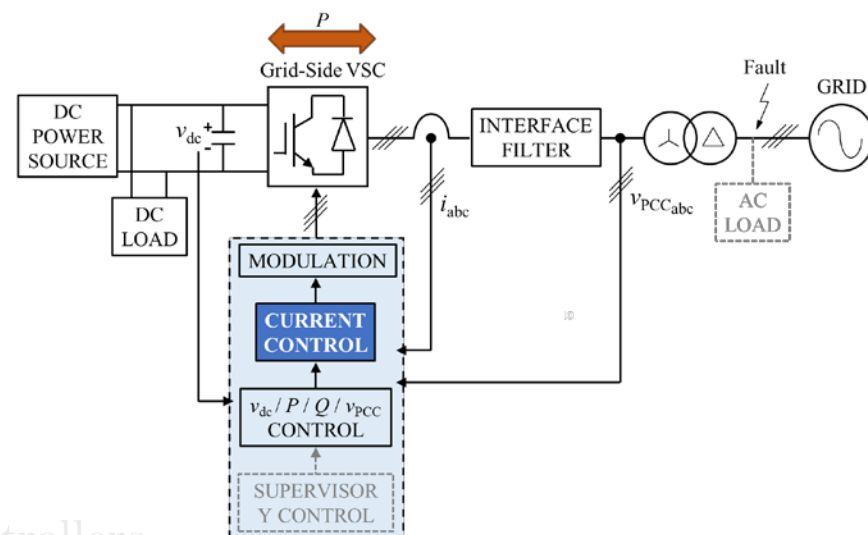 P
Grid-Side VSC
Fault
GRID
DC
POWER
SOURCE
vdc
+
-
INTERFACE
FILTER
DC
LOAD
iabc
vPCCabc
AC
LOAD
MODULATION
CURRENT
CONTROL
vdc / P / Q / vPCC
CONTROL
SUPERVISOR
Y CONTROL